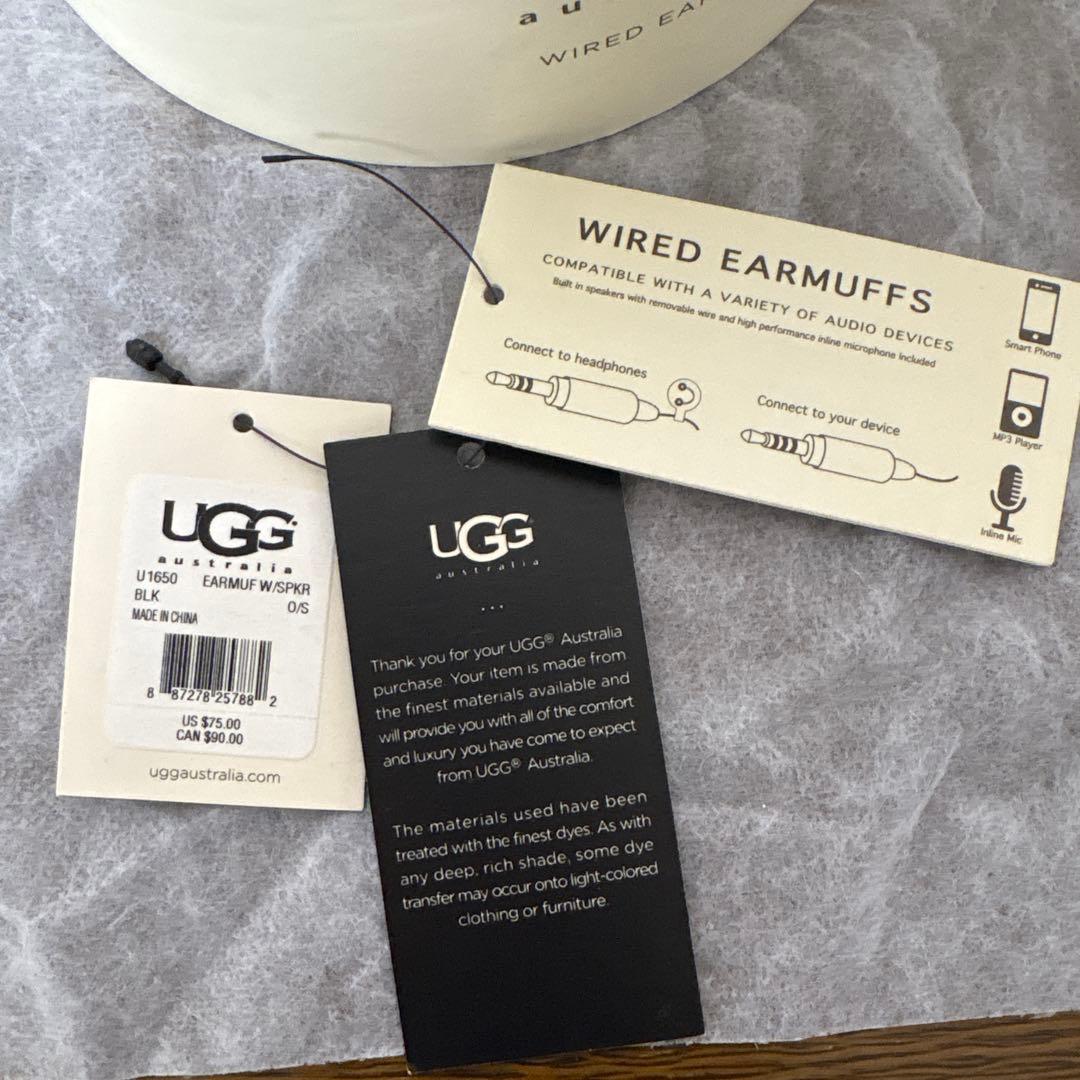 au
WIRED EAR
WIRED EARMUFFS
COMPATIBLE WITH A VARIETY OF AUDIO DEVICES
Built in speakers with removable wire and high performance inline microphone included
Connect to headphones
Connect to your device
Smart Phone
MP3 Player
Inline Mic
UGG
australia
U1650 EARMUF W/SPKR
BLK O/S
MADE IN CHINA
8 87278 25788 2
US $75.00
CAN $90.00
uggaustralia.com
UGG
australia
...
Thank you for your UGG® Australia
purchase. Your item is made from
the finest materials available and
will provide you with all of the comfort
and luxury you have come to expect
from UGG® Australia.
The materials used have been
treated with the finest dyes. As with
any deep, rich shade, some dye
transfer may occur onto light-colored
clothing or furniture.